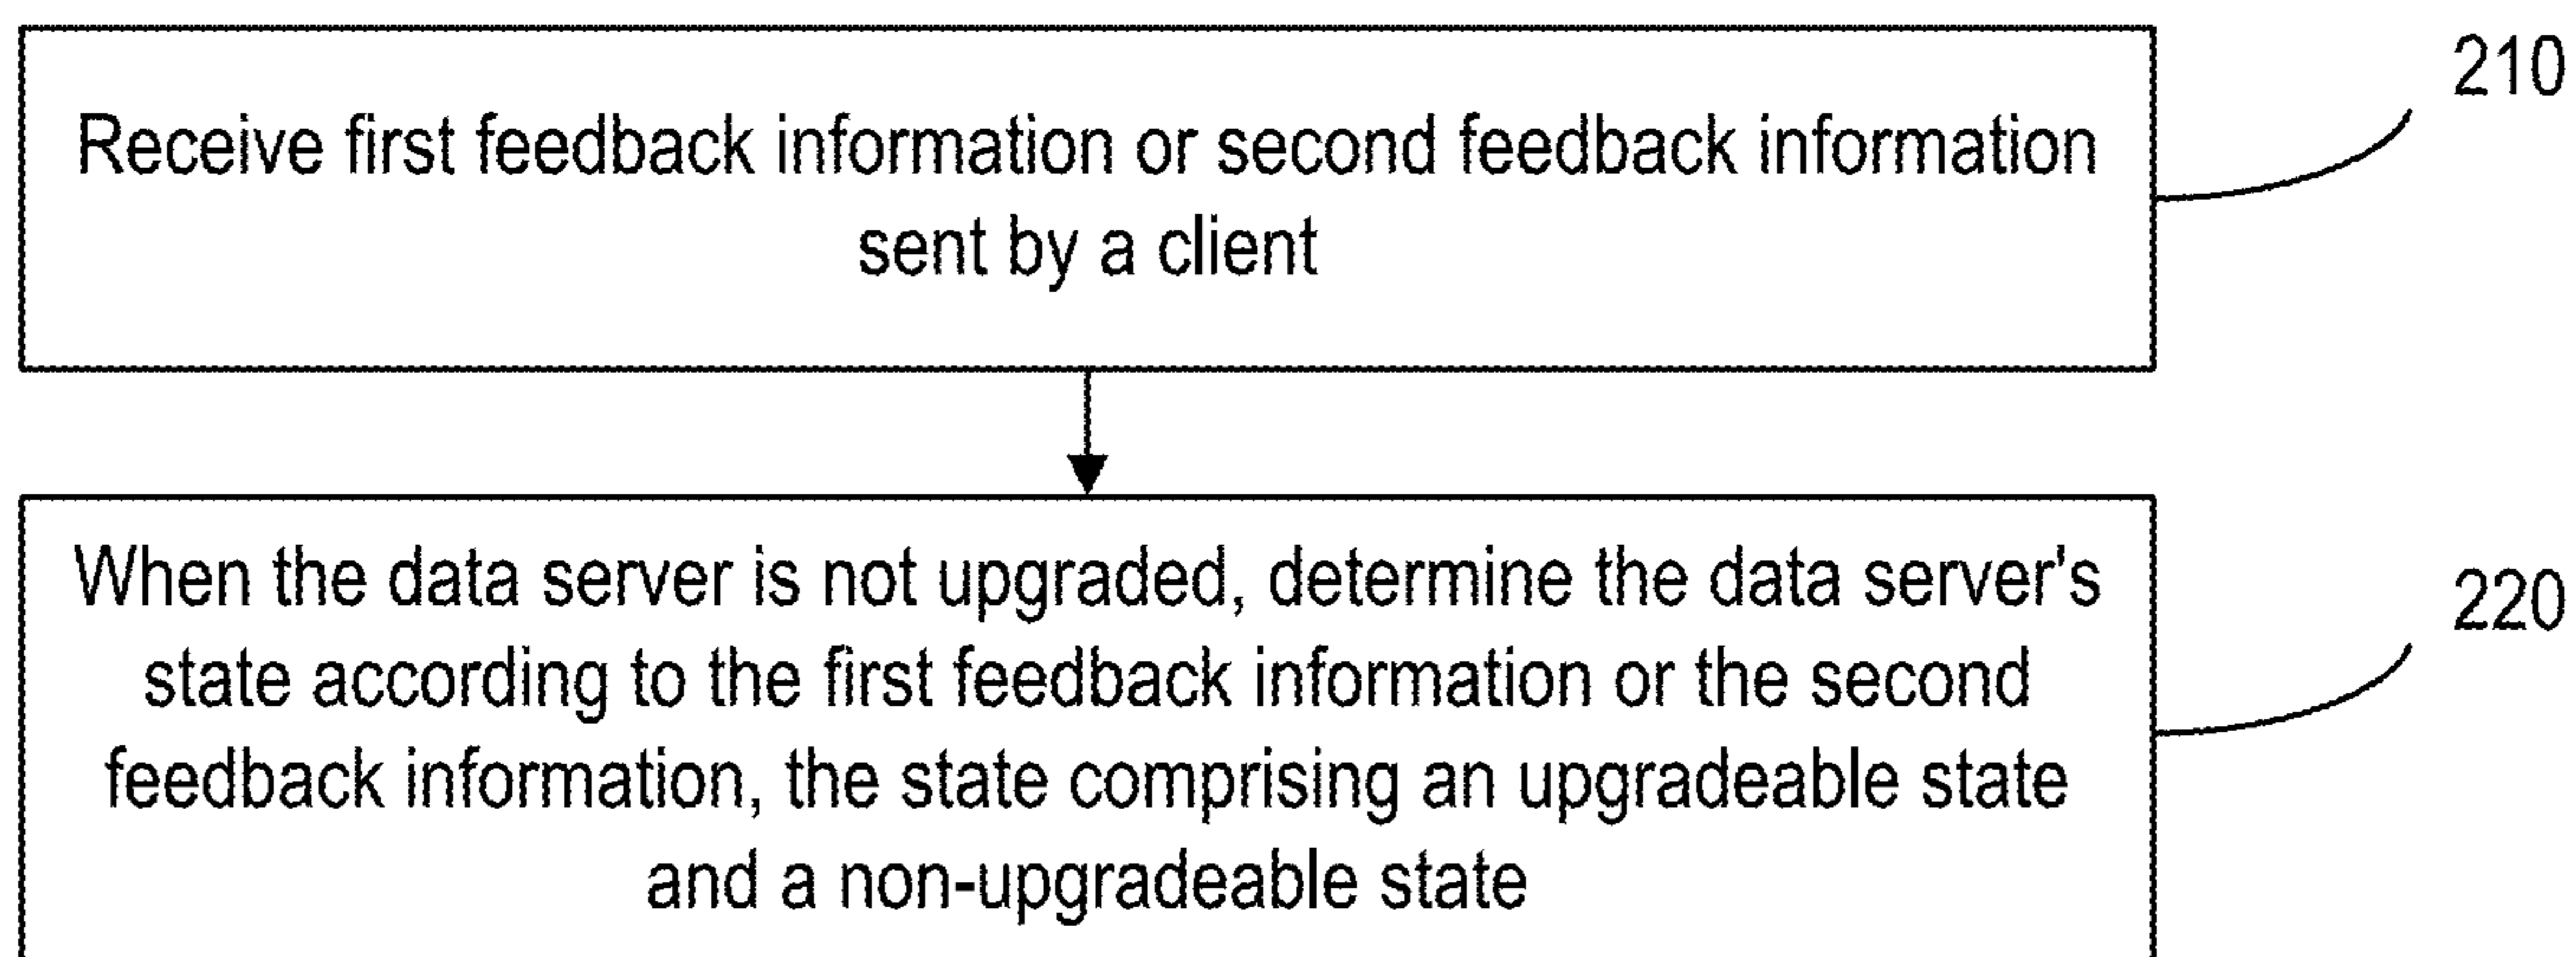 210
Receive first feedback information or second feedback information
sent by a client
When the data server is not upgraded, determine the data server's
220
state according to the first feedback information or the second
feedback information, the state comprising an upgradeable state
and a non-upgradeable state